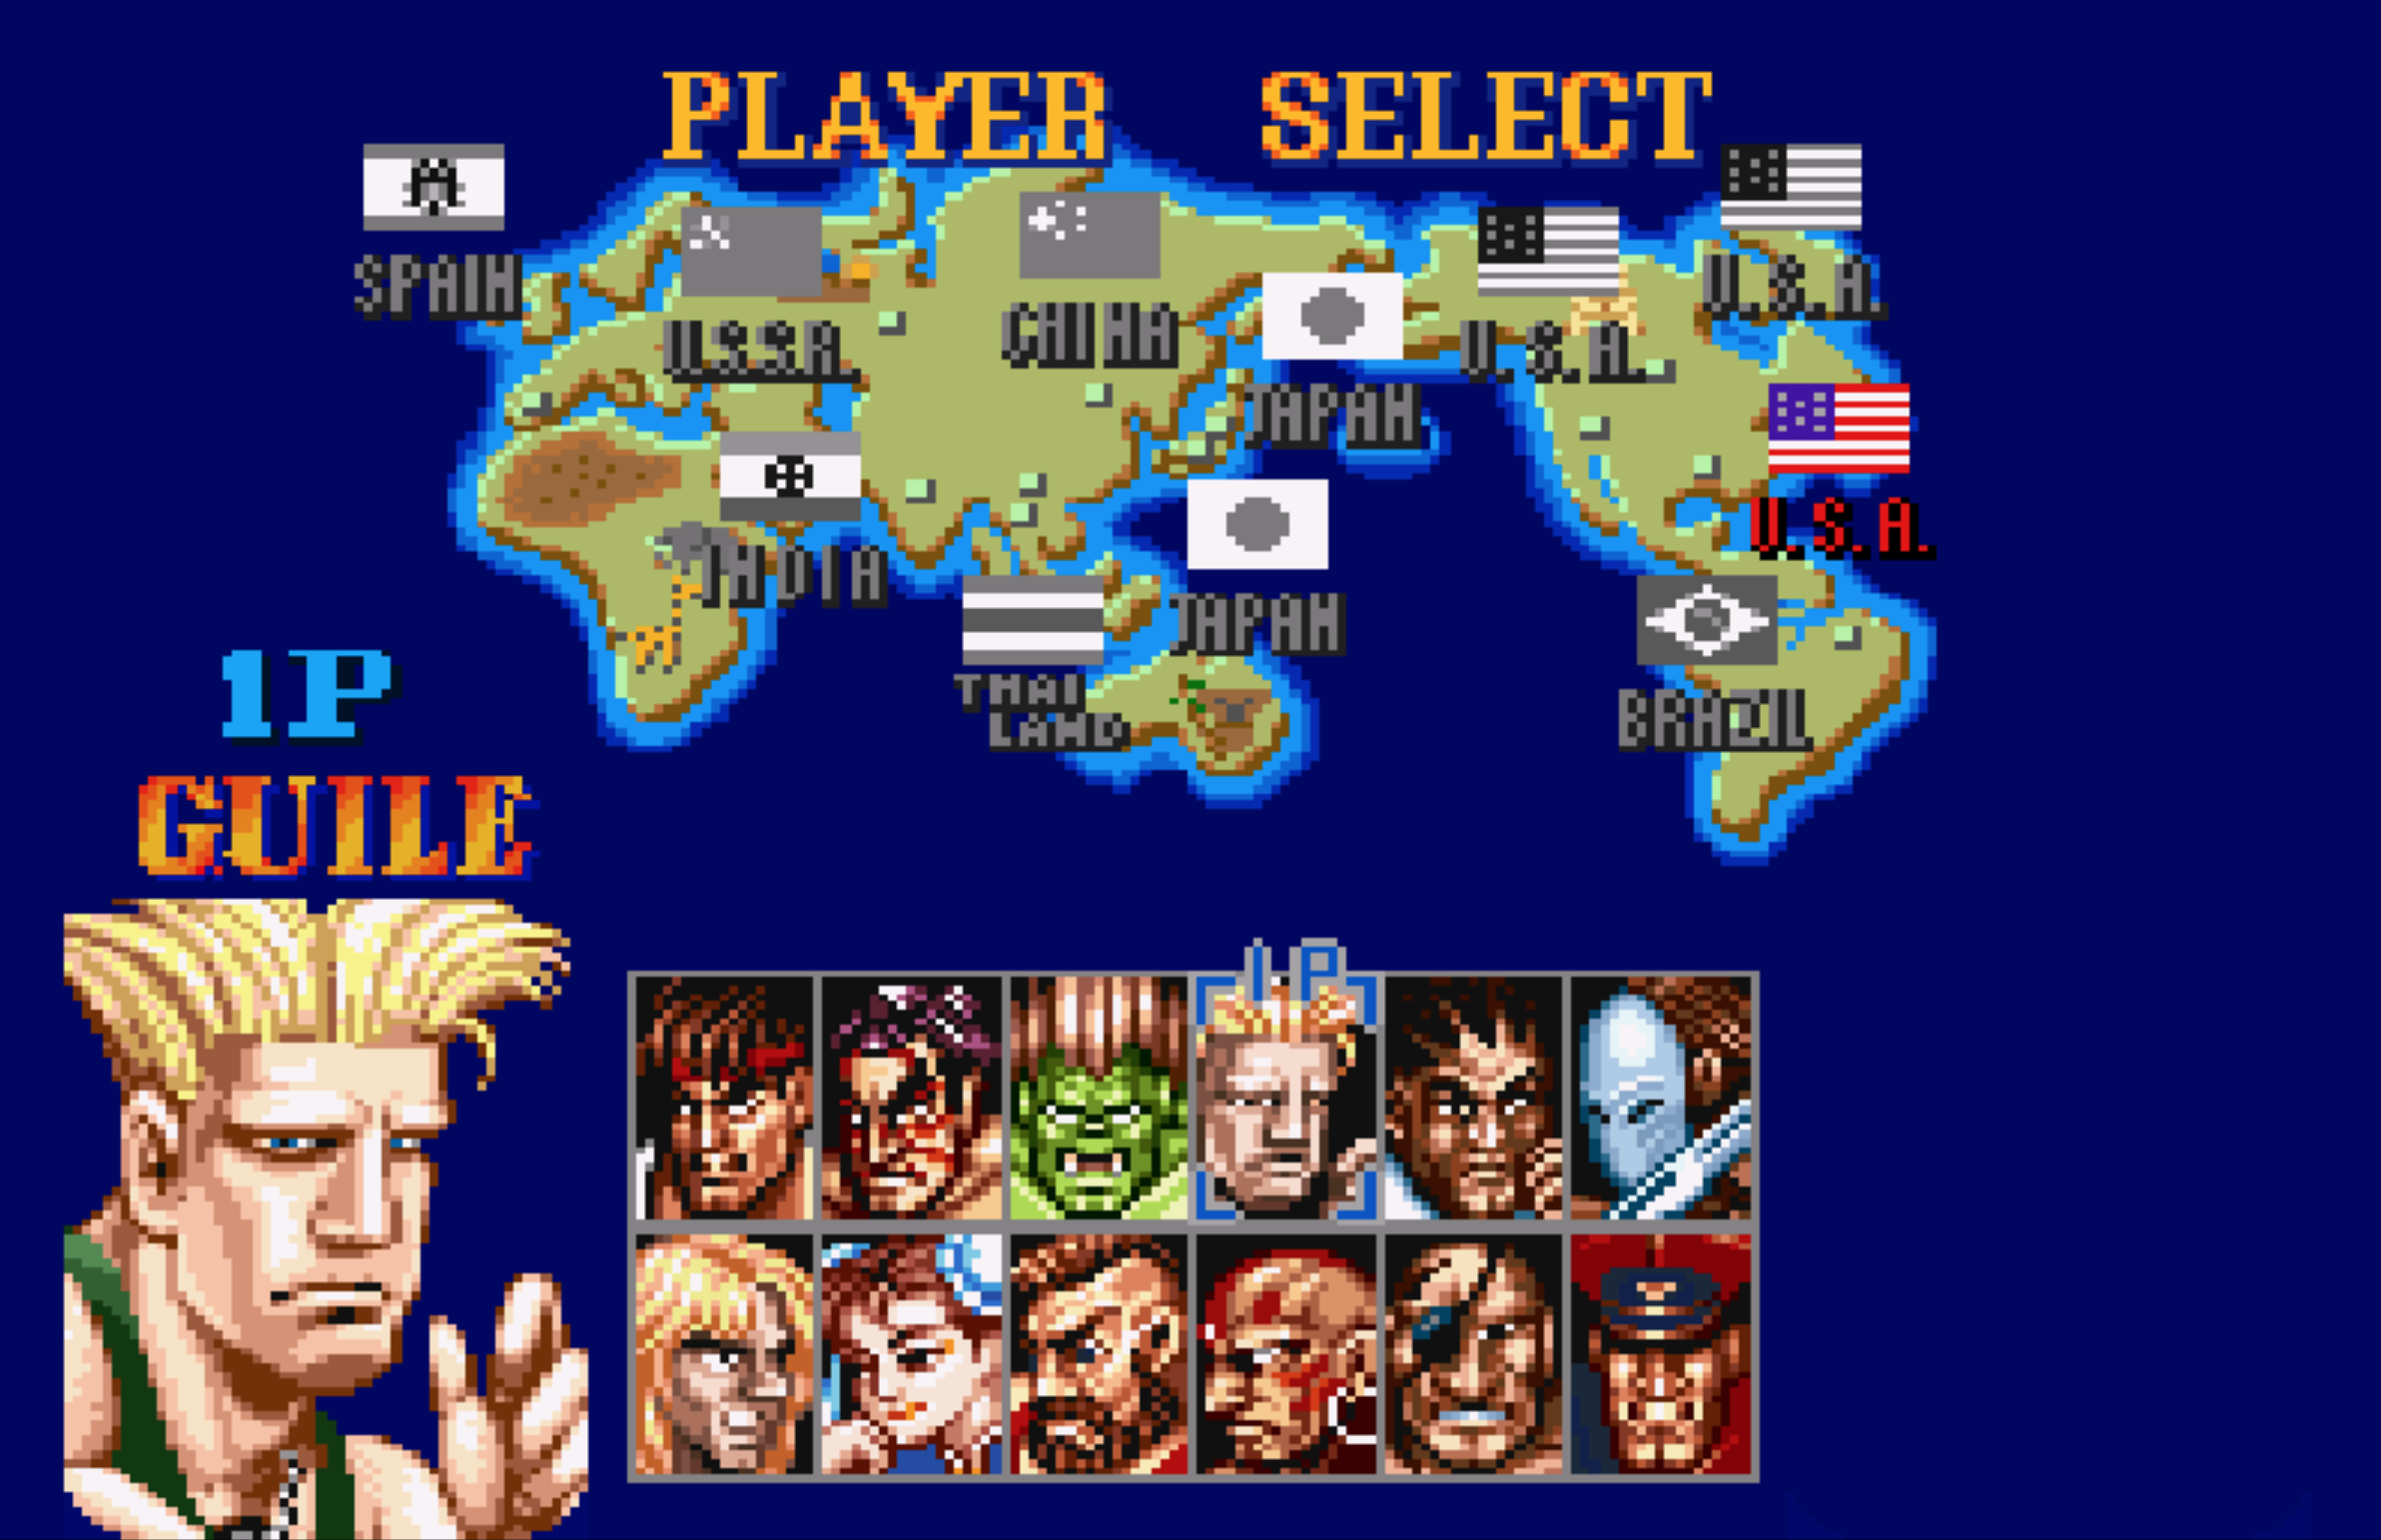 PLAYER SELECT
SPAIN
U.S.S.R.
CHINA
JAPAN
U.S.A.
U.S.A.
U.S.A.
INDIA
THAI
LAND
JAPAN
BRAZIL
1P
GUILE
1P